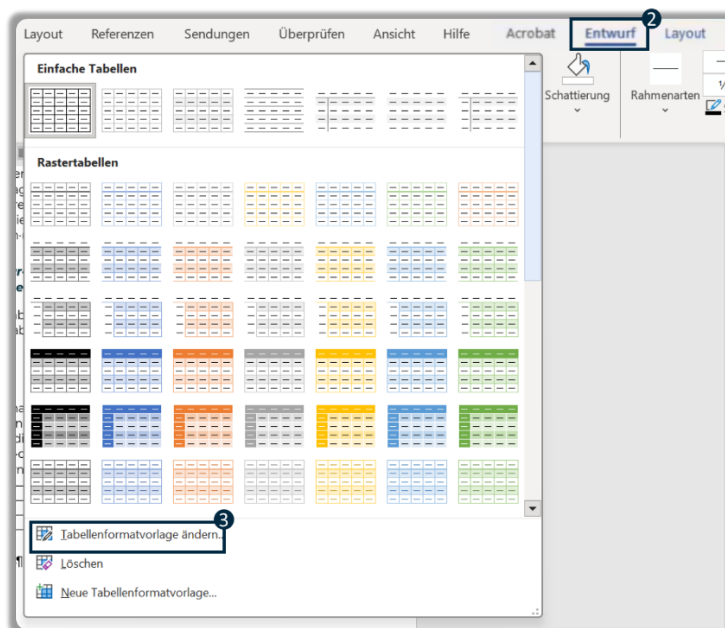 2
Layout Referenzen Sendungen Überprüfen Ansicht Hilfe Acrobat Entwurf Layout
Einfache Tabellen
Schattierung Rahmenarten
Rastertabellen
3
Tabellenformatvorlage ändern...
Löschen
Neue Tabellenformatvorlage...